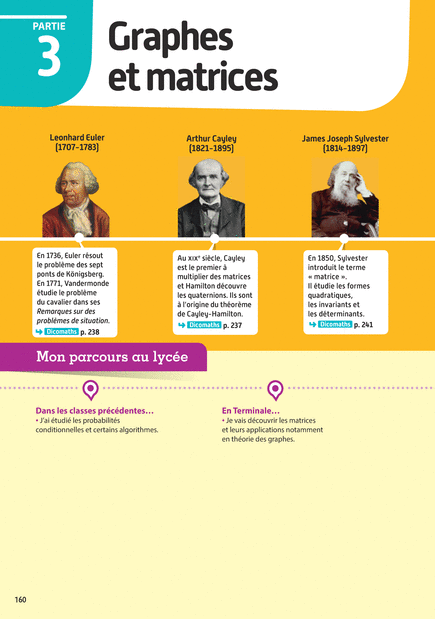 PARTIE
3
Graphes
et matrices
Leonhard Euler
(1707-1783)
En 1736, Euler résout
le problème des sept
ponts de Königsberg.
En 1771, Vandermonde
étudie le problème
du cavalier dans ses
Remarques sur des
problèmes de situation.
Dicomaths p. 238
Arthur Cayley
(1821-1895)
Au XIXe siècle, Cayley
est le premier à
multiplier des matrices
et Hamilton découvre
les quaternions. Ils sont
à l'origine du théorème
de Cayley-Hamilton.
Dicomaths p. 237
James Joseph Sylvester
(1814-1897)
En 1850, Sylvester
introduit le terme
« matrice ».
Il étudie les formes
quadratiques,
les invariants et
les déterminants.
Dicomaths p. 241
Mon parcours au lycée
Dans les classes précédentes…
• J'ai étudié les probabilités
conditionnelles et certains algorithmes.
En Terminale…
• Je vais découvrir les matrices
et leurs applications notamment
en théorie des graphes.
160